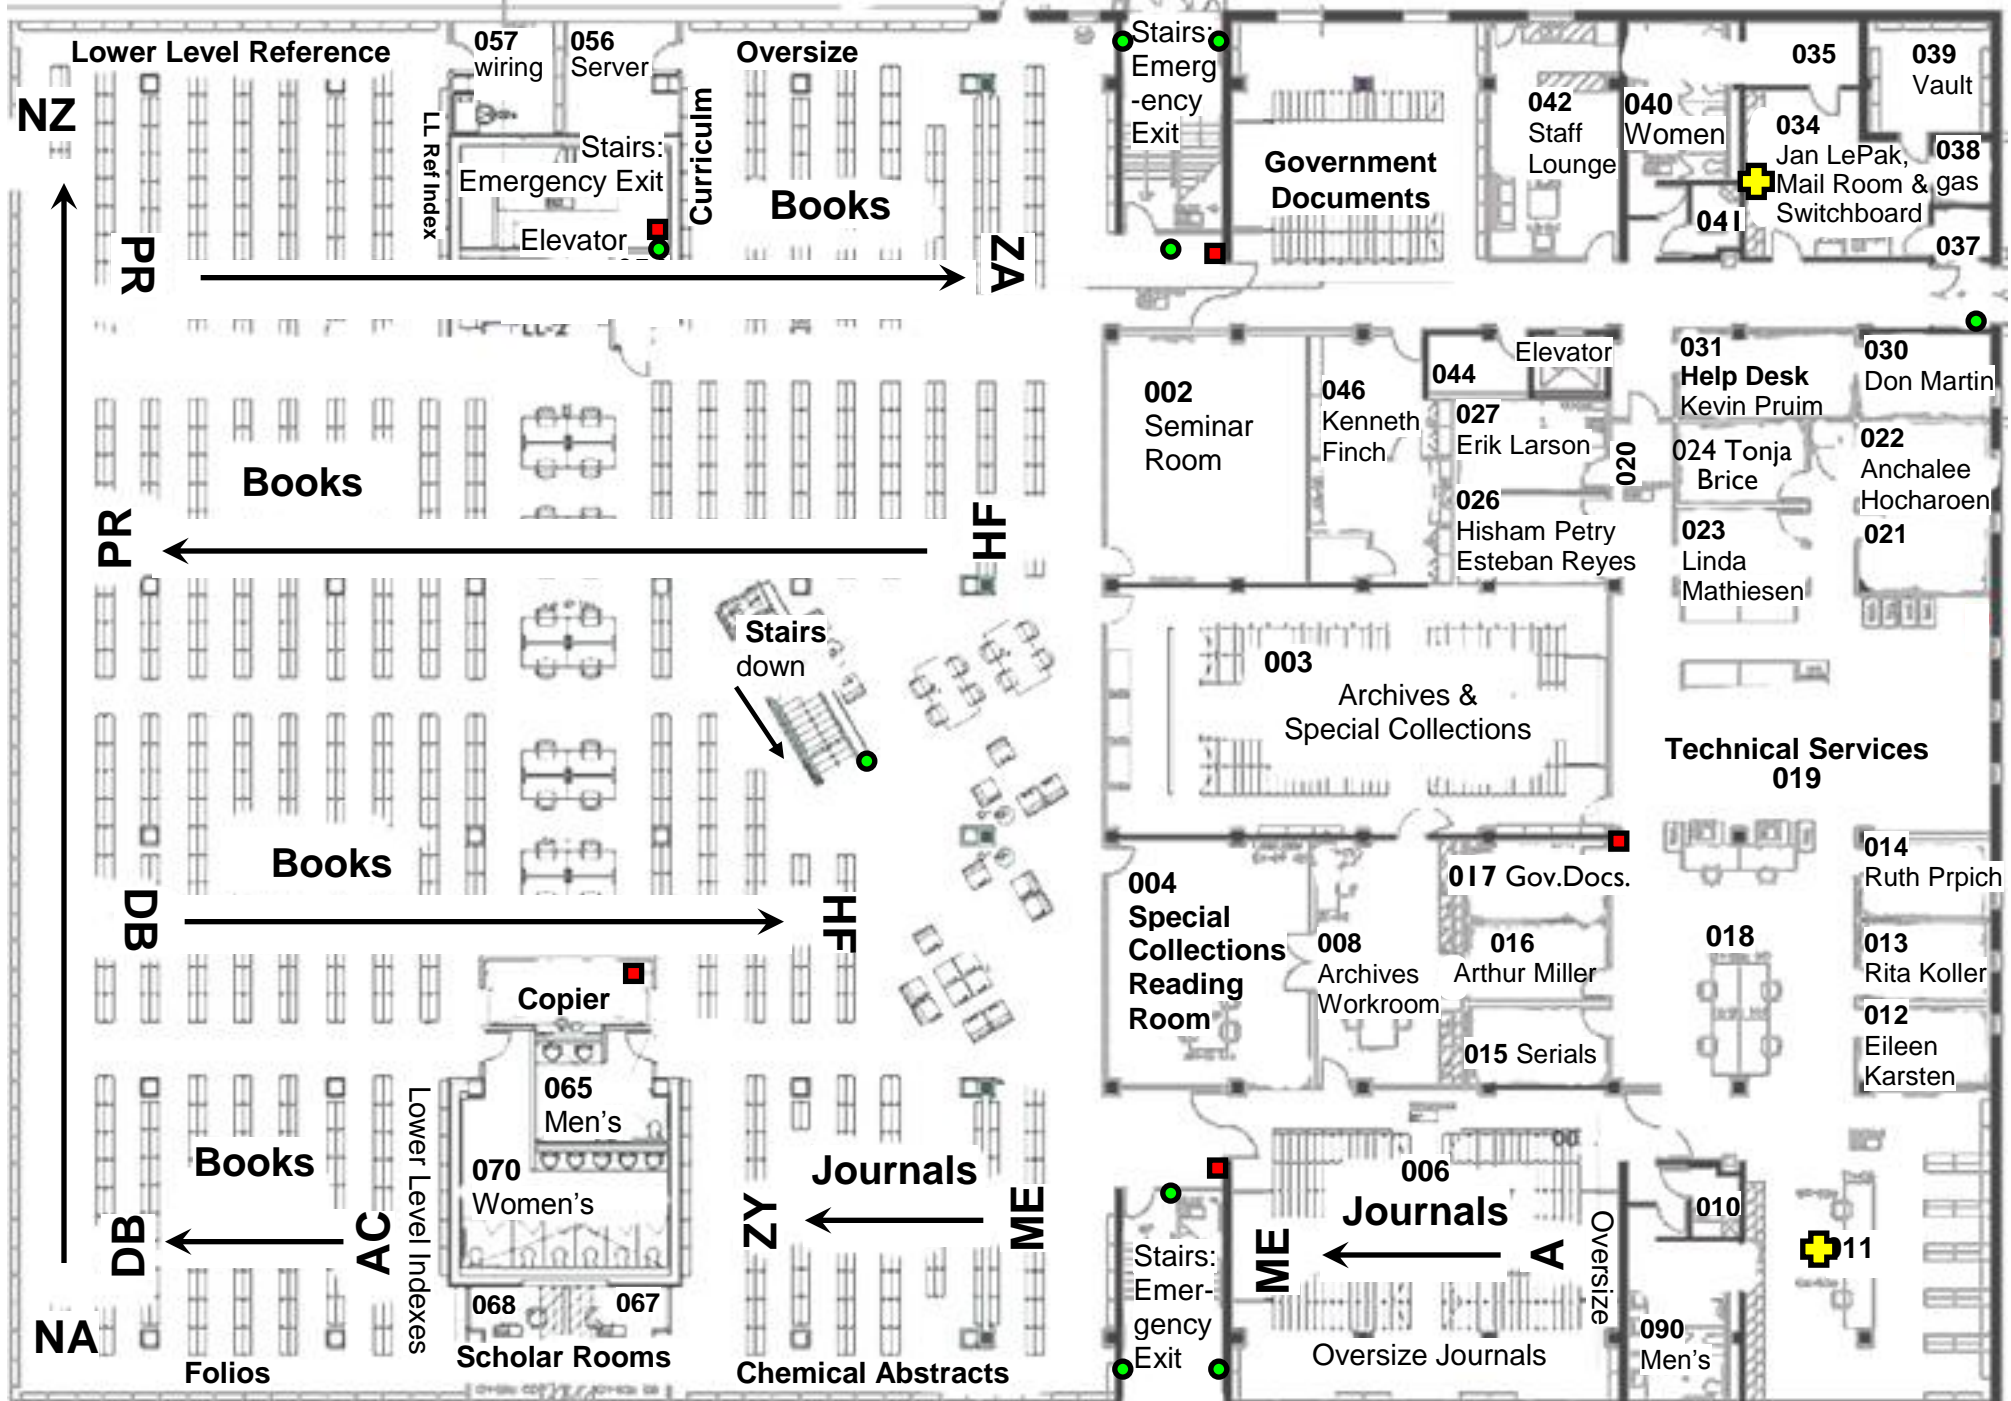 Lower Level Reference
057
wiring
056
Server
Oversize
Stairs:
Emerg
-ency
Exit
035
039
Vault
NZ
LL Ref Index
Curriculum
Stairs:
Emergency Exit
Elevator
Books
Government
Documents
042
Staff
Lounge
040
Women
034
Jan LePak,
Mail Room &
Switchboard
038
gas
041
037
PR
AZ
LL-2
002
Seminar
Room
046
Kenneth
Finch
044
Elevator
027
Erik Larson
026
Hisham Petry
Esteban Reyes
020
031
Help Desk
Kevin Pruim
030
Don Martin
024 Tonja
Brice
022
Anchalee
Hocharoen
023
Linda
Mathiesen
021
Books
PR
HF
Stairs
down
003
Archives &
Special Collections
Technical Services
019
Books
DB
HF
004
Special
Collections
Reading
Room
008
Archives
Workroom
017 Gov.Docs.
016
Arthur Miller
015 Serials
018
014
Ruth Prpich
013
Rita Koller
012
Eileen
Karsten
Copier
065
Men's
070
Women's
Lower Level Indexes
Books
DB
AC
Journals
ZY
ME
006
Journals
ME
A
Oversize
010
011
Stairs:
Emer-
gency
Exit
NA
068
067
090
Men's
Folios
Scholar Rooms
Chemical Abstracts
Oversize Journals